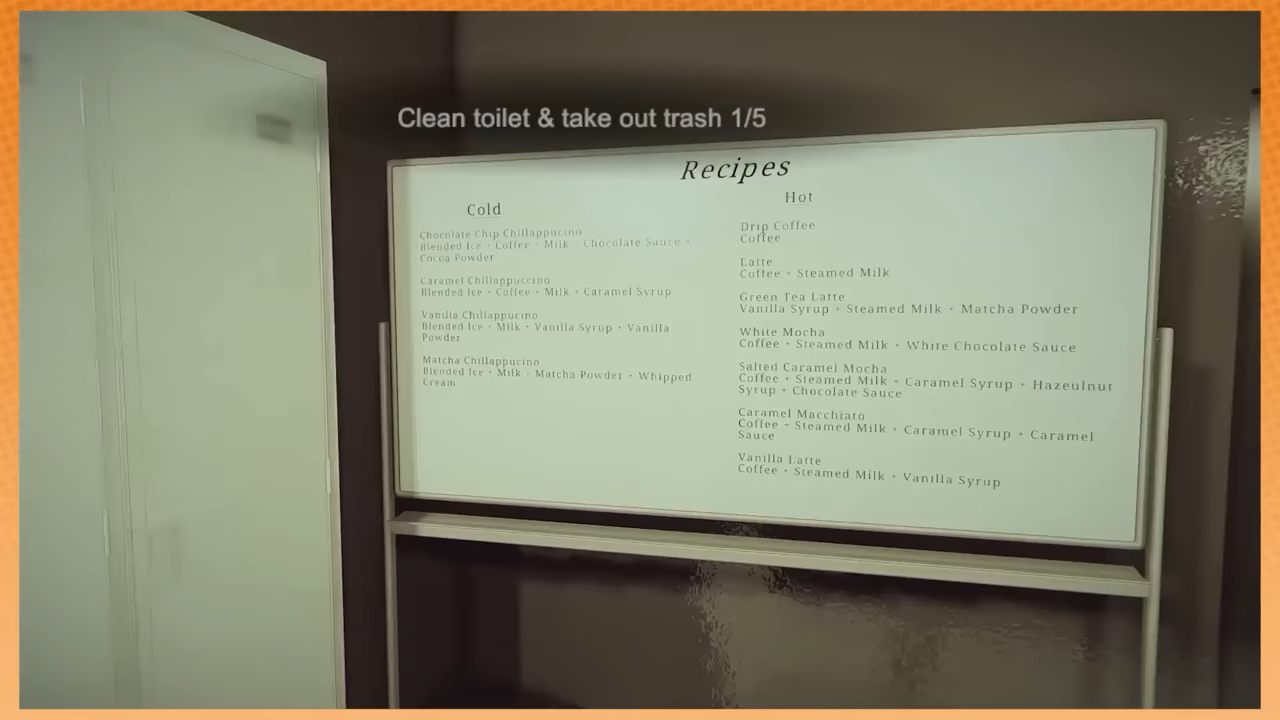 Clean toilet & take out trash 1/5
Recipes
Cold
Chocolate Chip Chillappucino
Blended Ice + Coffee + Milk + Chocolate Sauce +
Cocoa Powder
Caramel Chillappuccino
Blended Ice + Coffee + Milk + Caramel Syrup
Vanilla Chillappucino
Blended Ice + Milk + Vanilla Syrup + Vanilla
Powder
Matcha Chillappucino
Blended Ice + Milk + Matcha Powder + Whipped
Cream
Hot
Drip Coffee
Coffee
Latte
Coffee + Steamed Milk
Green Tea Latte
Vanilla Syrup + Steamed Milk + Matcha Powder
White Mocha
Coffee + Steamed Milk + White Chocolate Sauce
Salted Caramel Mocha
Coffee + Steamed Milk + Caramel Syrup + Hazeulnut
Syrup + Chocolate Sauce
Caramel Macchiato
Coffee + Steamed Milk + Caramel Syrup + Caramel
Sauce
Vanilla Latte
Coffee + Steamed Milk + Vanilla Syrup